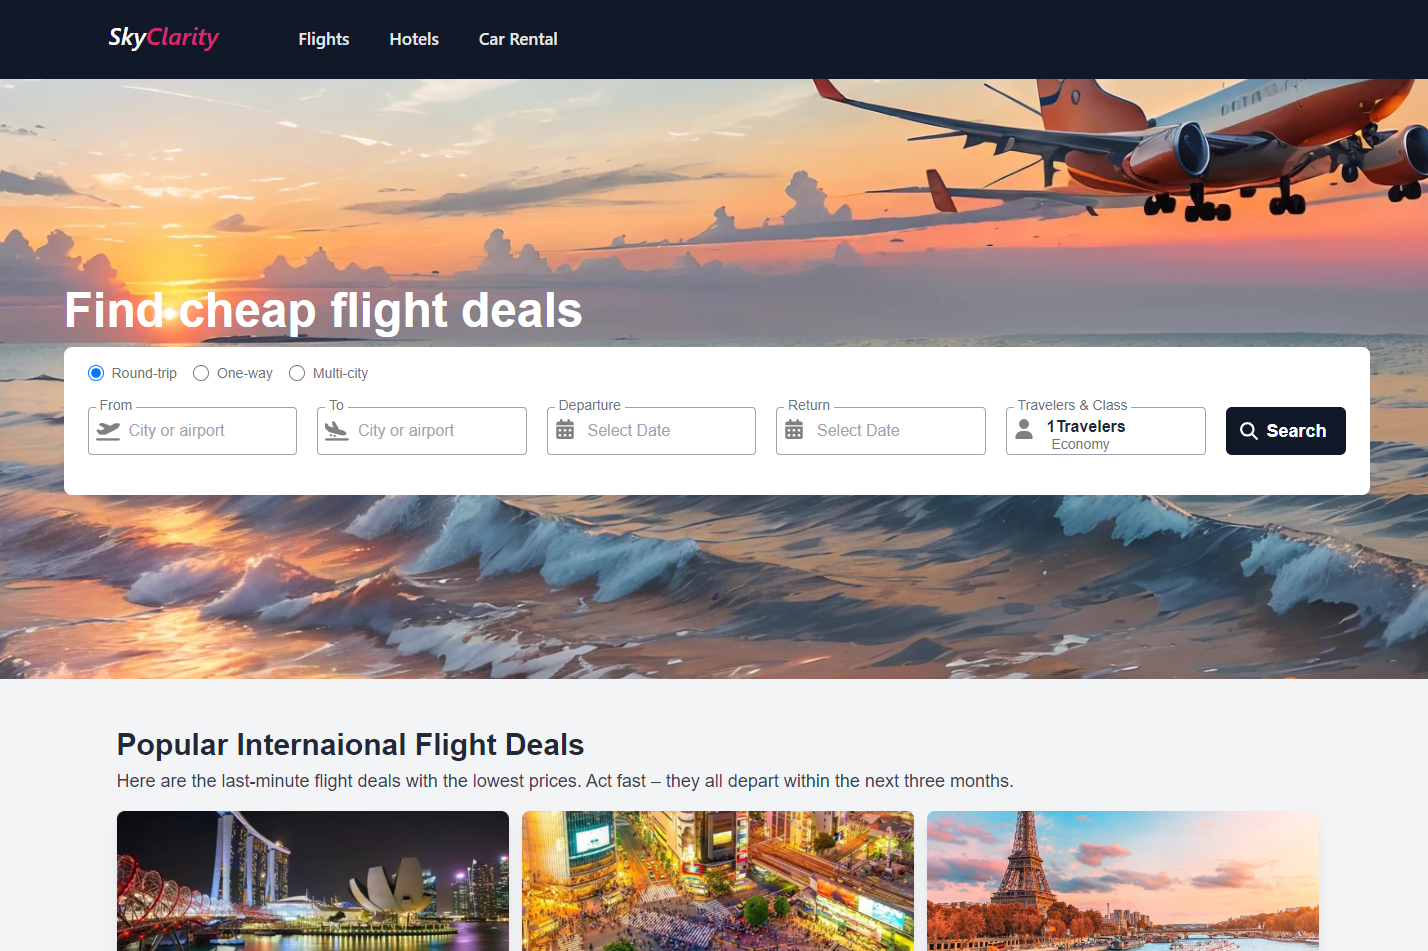 SkyClarity
Flights
Hotels
Car Rental
Find cheap flight deals
Round-trip
One-way
Multi-city
From
City or airport
To
City or airport
Departure
Select Date
Return
Select Date
Travelers & Class
1Travelers
Economy
Search
Popular Internaional Flight Deals
Here are the last-minute flight deals with the lowest prices. Act fast – they all depart within the next three months.